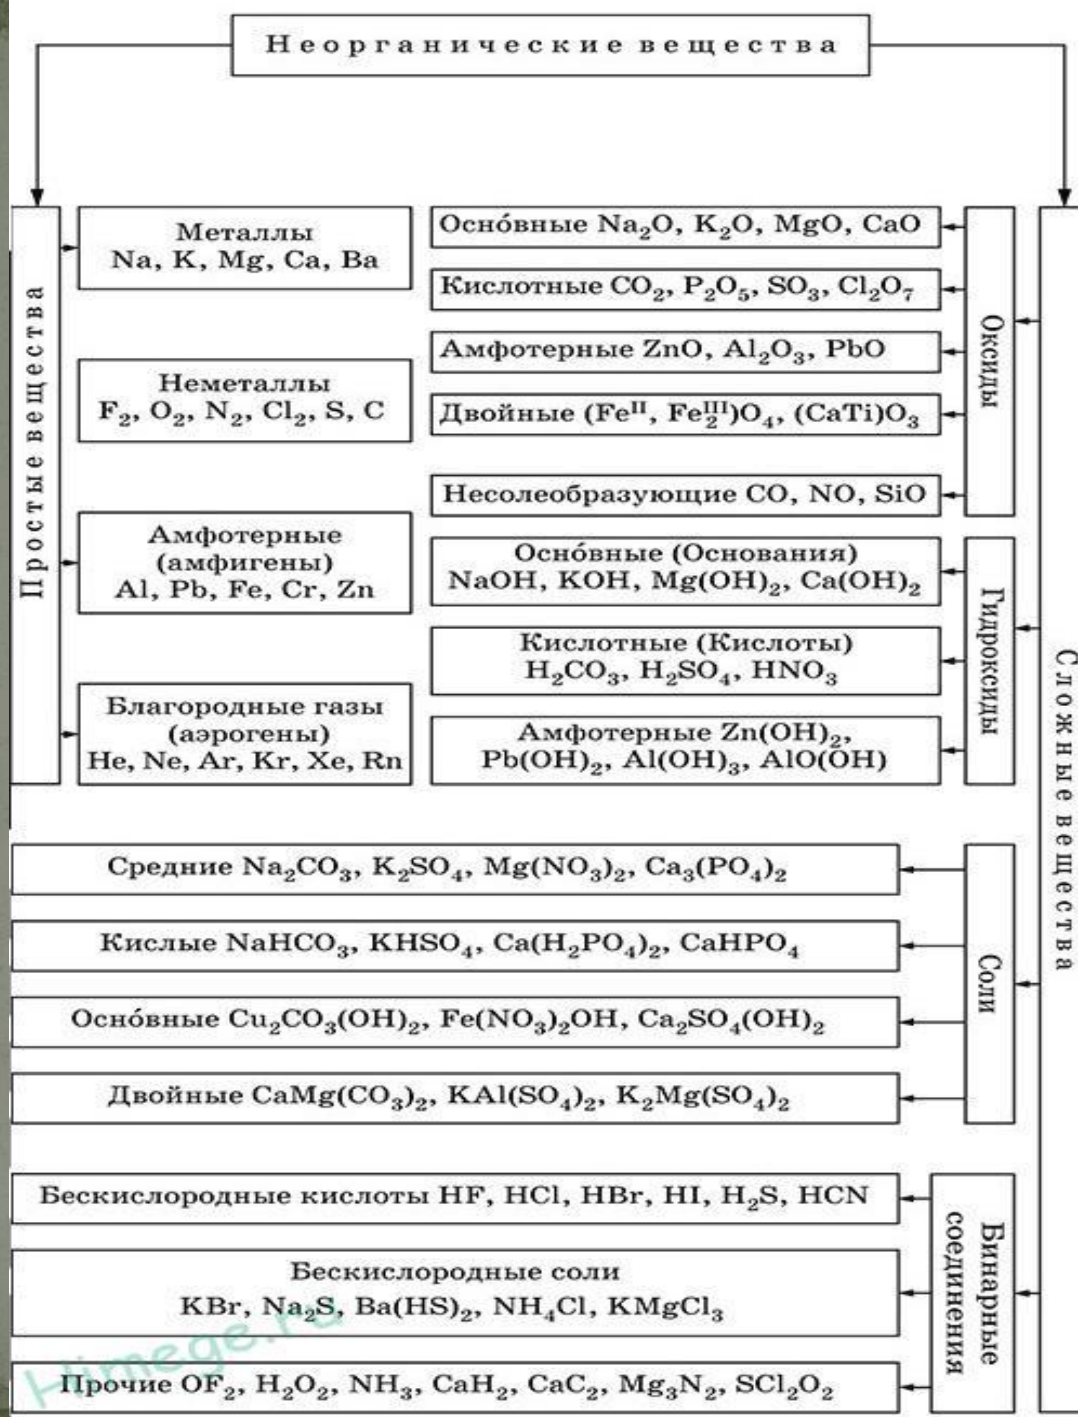 Неорганические вещества
Простые вещества
Металлы
Na, K, Mg, Ca, Ba
Неметаллы
F₂, O₂, N₂, Cl₂, S, C
Амфотерные
(амфигены)
Al, Pb, Fe, Cr, Zn
Благородные газы
(аэрогены)
He, Ne, Ar, Kr, Xe, Rn
Сложные вещества
Оксиды
Осно́вные Na₂O, K₂O, MgO, CaO
Кислотные CO₂, P₂O₅, SO₃, Cl₂O₇
Амфотерные ZnO, Al₂O₃, PbO
Двойные (Feᴵᴵ, Fe₂ᴵᴵᴵ)O₄, (CaTi)O₃
Несолеобразующие CO, NO, SiO
Гидроксиды
Осно́вные (Основания)
NaOH, KOH, Mg(OH)₂, Ca(OH)₂
Кислотные (Кислоты)
H₂CO₃, H₂SO₄, HNO₃
Амфотерные Zn(OH)₂,
Pb(OH)₂, Al(OH)₃, AlO(OH)
Соли
Средние Na₂CO₃, K₂SO₄, Mg(NO₃)₂, Ca₃(PO₄)₂
Кислые NaHCO₃, KHSO₄, Ca(H₂PO₄)₂, CaHPO₄
Осно́вные Cu₂CO₃(OH)₂, Fe(NO₃)₂OH, Ca₂SO₄(OH)₂
Двойные CaMg(CO₃)₂, KAl(SO₄)₂, K₂Mg(SO₄)₂
Бинарные
соединения
Бескислородные кислоты HF, HCl, HBr, HI, H₂S, HCN
Бескислородные соли
KBr, Na₂S, Ba(HS)₂, NH₄Cl, KMgCl₃
Прочие OF₂, H₂O₂, NH₃, CaH₂, CaC₂, Mg₃N₂, SCl₂O₂
Himege.ru